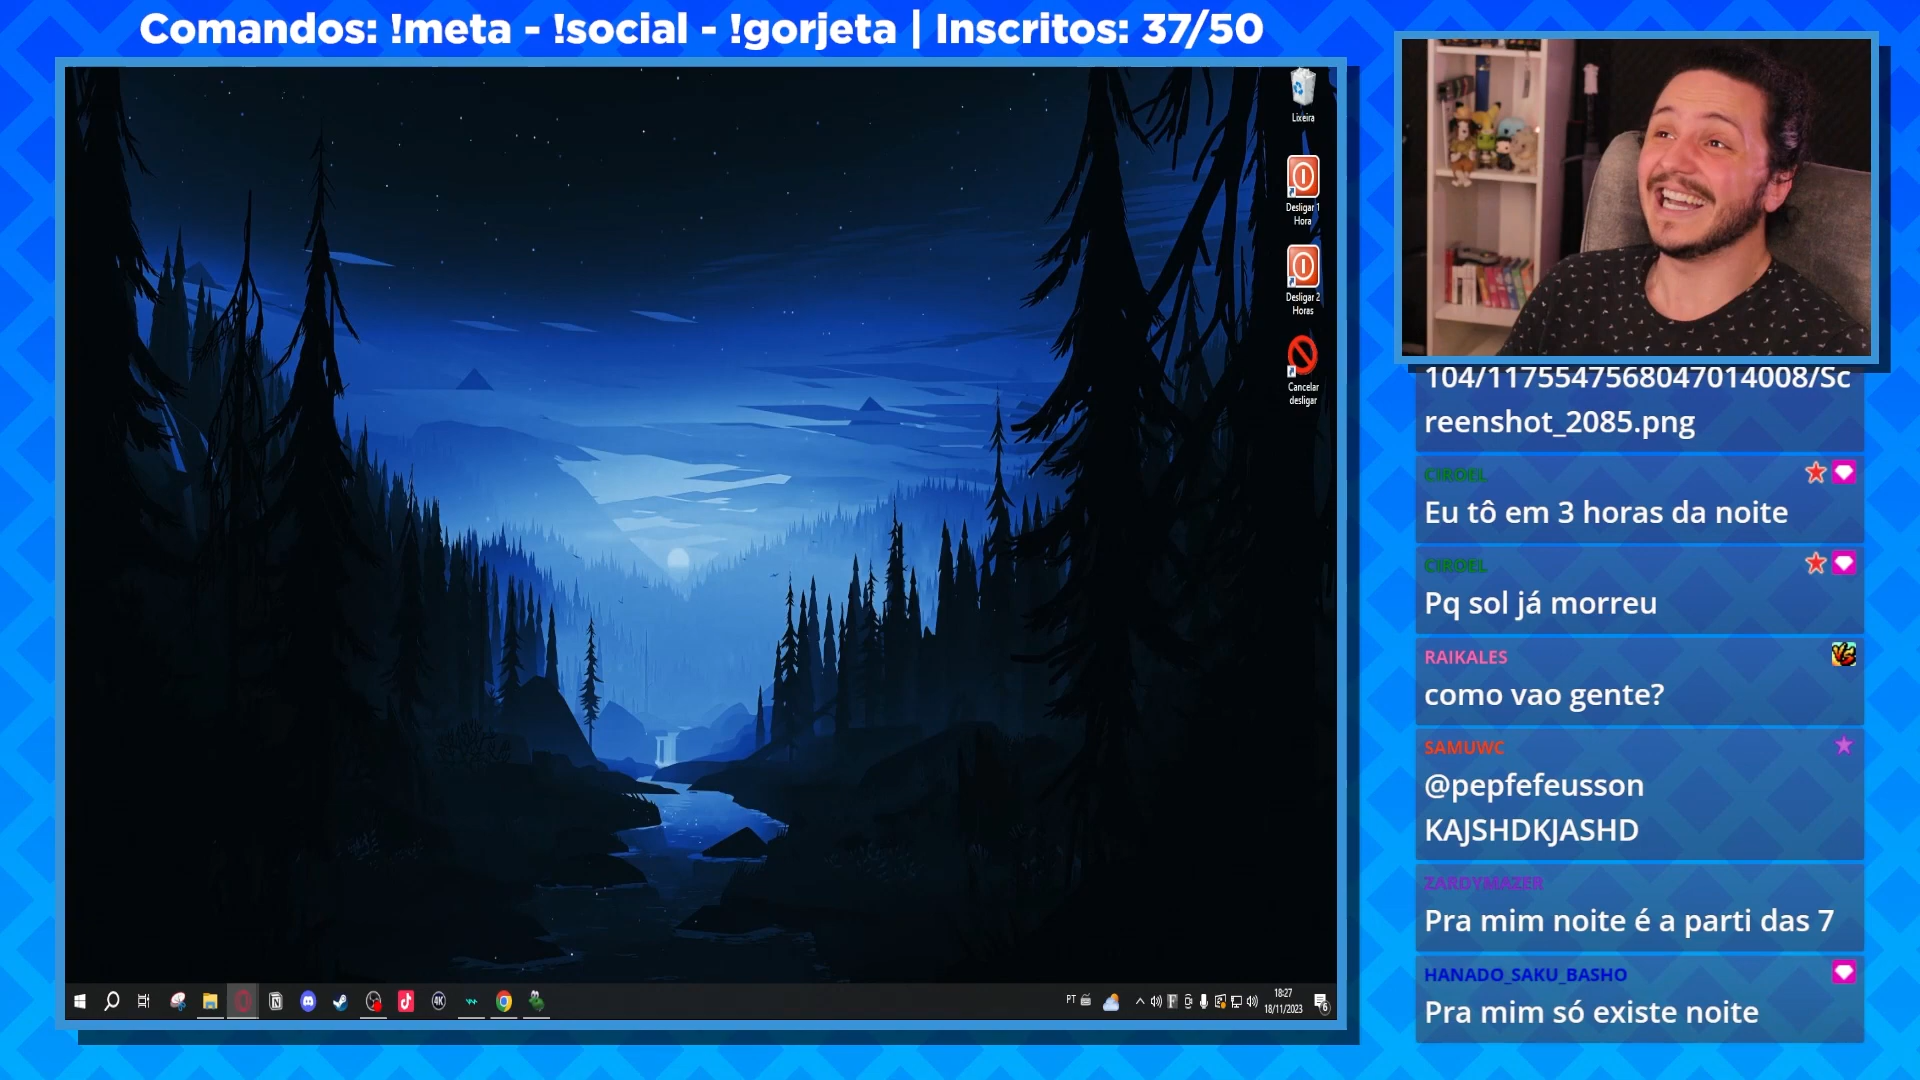 Comandos: !meta - !social - !gorjeta | Inscritos: 37/50
Lixeira
Desligar 1
Hora
Desligar 2
Horas
Cancelar
desligar
104/1175547568047014008/Sc
reenshot_2085.png
CIROEL
Eu tô em 3 horas da noite
CIROEL
Pq sol já morreu
RAIKALES
como vao gente?
SAMUWC
@pepfefeusson
KAJSHDKJASHD
ZARDYMAZER
Pra mim noite é a parti das 7
HANADO_SAKU_BASHO
Pra mim só existe noite
4K
PT
18:27
18/11/2023
6